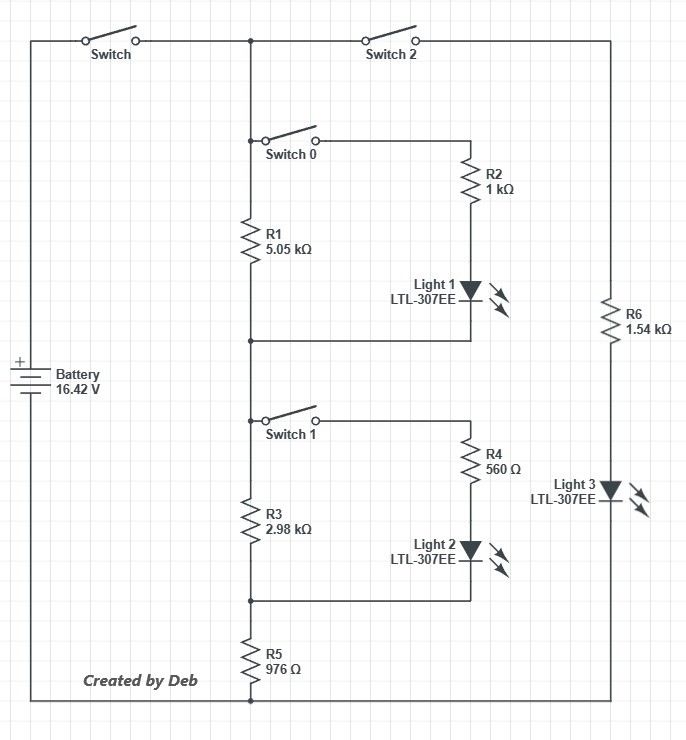 Switch
Switch 2
Switch 0
R2
1 kΩ
R1
5.05 kΩ
Light 1
LTL-307EE
R6
1.54 kΩ
+
Battery
16.42 V
Switch 1
R4
560 Ω
Light 3
LTL-307EE
R3
2.98 kΩ
Light 2
LTL-307EE
R5
976 Ω
Created by Deb